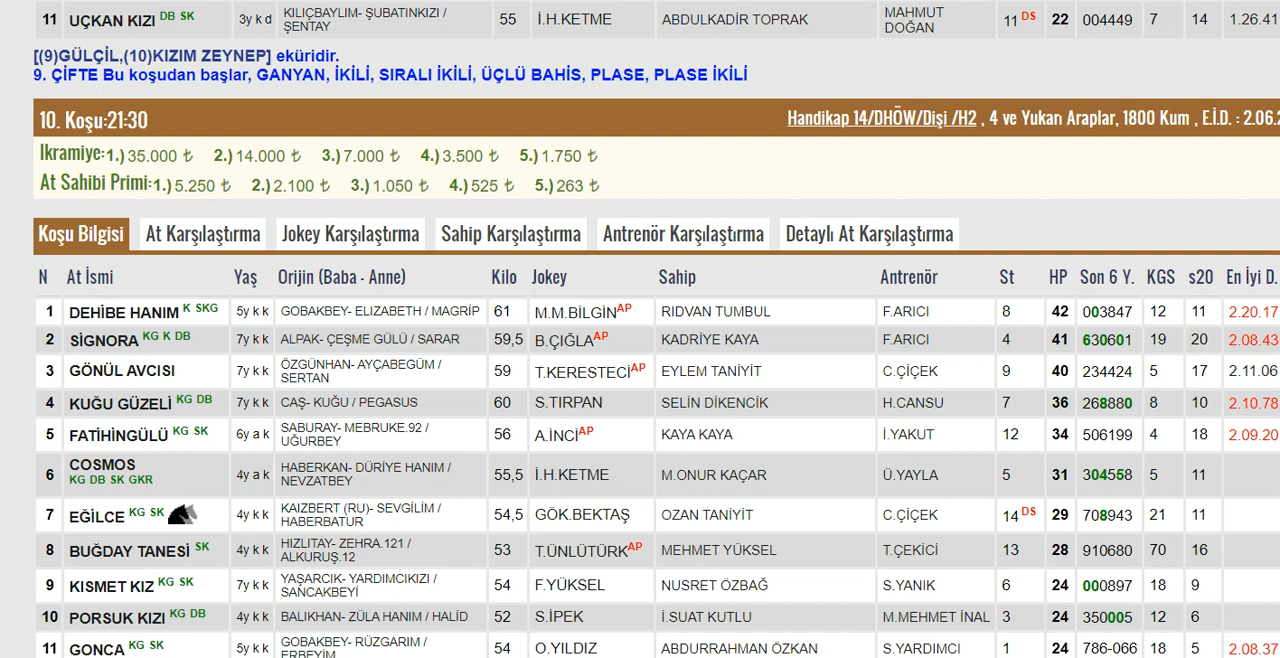 11 UÇKAN KIZI DB SK 3y k d KILIÇBAYLIM- ŞUBATINKIZI / ŞENTAY 55 İ.H.KETME ABDULKADİR TOPRAK MAHMUT DOĞAN 11 DS 22 004449 7 14 1.26.41
[(9)GÜLÇİL,(10)KIZIM ZEYNEP] eküridir.
9. ÇİFTE Bu koşudan başlar, GANYAN, İKİLİ, SIRALI İKİLİ, ÜÇLÜ BAHİS, PLASE, PLASE İKİLİ
10. Koşu:21:30 Handikap 14/DHÖW/Dişi /H2 , 4 ve Yukarı Araplar, 1800 Kum , E.İ.D. : 2.06.2
Ikramiye:1.) 35.000 ₺ 2.) 14.000 ₺ 3.) 7.000 ₺ 4.) 3.500 ₺ 5.) 1.750 ₺
At Sahibi Primi:1.) 5.250 ₺ 2.) 2.100 ₺ 3.) 1.050 ₺ 4.) 525 ₺ 5.) 263 ₺
Koşu Bilgisi At Karşılaştırma Jokey Karşılaştırma Sahip Karşılaştırma Antrenör Karşılaştırma Detaylı At Karşılaştırma
N At İsmi Yaş Orijin (Baba - Anne) Kilo Jokey Sahip Antrenör St HP Son 6 Y. KGS s20 En İyi D.
1 DEHİBE HANIM K SKG 5y k k GOBAKBEY- ELIZABETH / MAGRİP 61 M.M.BİLGİN AP RIDVAN TUMBUL F.ARICI 8 42 003847 12 11 2.20.17
2 SİGNORA KG K DB 7y k k ALPAK- ÇEŞME GÜLÜ / SARAR 59,5 B.ÇIĞLA AP KADRİYE KAYA F.ARICI 4 41 630601 19 20 2.08.43
3 GÖNÜL AVCISI 7y k k ÖZGÜNHAN- AYÇABEGÜM / SERTAN 59 T.KERESTECİ AP EYLEM TANİYİT C.ÇİÇEK 9 40 234424 5 17 2.11.06
4 KUĞU GÜZELİ KG DB 7y k k CAŞ- KUĞU / PEGASUS 60 S.TIRPAN SELİN DİKENCİK H.CANSU 7 36 268880 8 10 2.10.78
5 FATİHİNGÜLÜ KG SK 6y a k SABURAY- MEBRUKE.92 / UĞURBEY 56 A.İNCİ AP KAYA KAYA İ.YAKUT 12 34 506199 4 18 2.09.20
6 COSMOS KG DB SK GKR 4y a k HABERKAN- DÜRİYE HANIM / NEVZATBEY 55,5 İ.H.KETME M.ONUR KAÇAR Ü.YAYLA 5 31 304558 5 11
7 EĞİLCE KG SK 4y k k KAIZBERT (RU)- SEVGİLİM / HABERBATUR 54,5 GÖK.BEKTAŞ OZAN TANİYİT C.ÇİÇEK 14 DS 29 708943 21 11
8 BUĞDAY TANESİ SK 4y k k HIZLITAY- ZEHRA.121 / ALKURUŞ.12 53 T.ÜNLÜTÜRK AP MEHMET YÜKSEL T.ÇEKİCİ 13 28 910680 70 16
9 KISMET KIZ KG SK 7y k k YAŞARCIK- YARDIMCIKIZI / SANCAKBEYİ 54 F.YÜKSEL NUSRET ÖZBAĞ S.YANIK 6 24 000897 18 9
10 PORSUK KIZI KG DB 4y k k BALIKHAN- ZÜLA HANIM / HALİD 52 S.İPEK İ.SUAT KUTLU M.MEHMET İNAL 3 24 350005 12 6
11 GONCA KG SK 5y k k GOBAKBEY- RÜZGARIM / ERBEYİM 54 O.YILDIZ ABDURRAHMAN ÖZKAN S.YARDIMCI 1 24 786-066 18 5 2.08.37